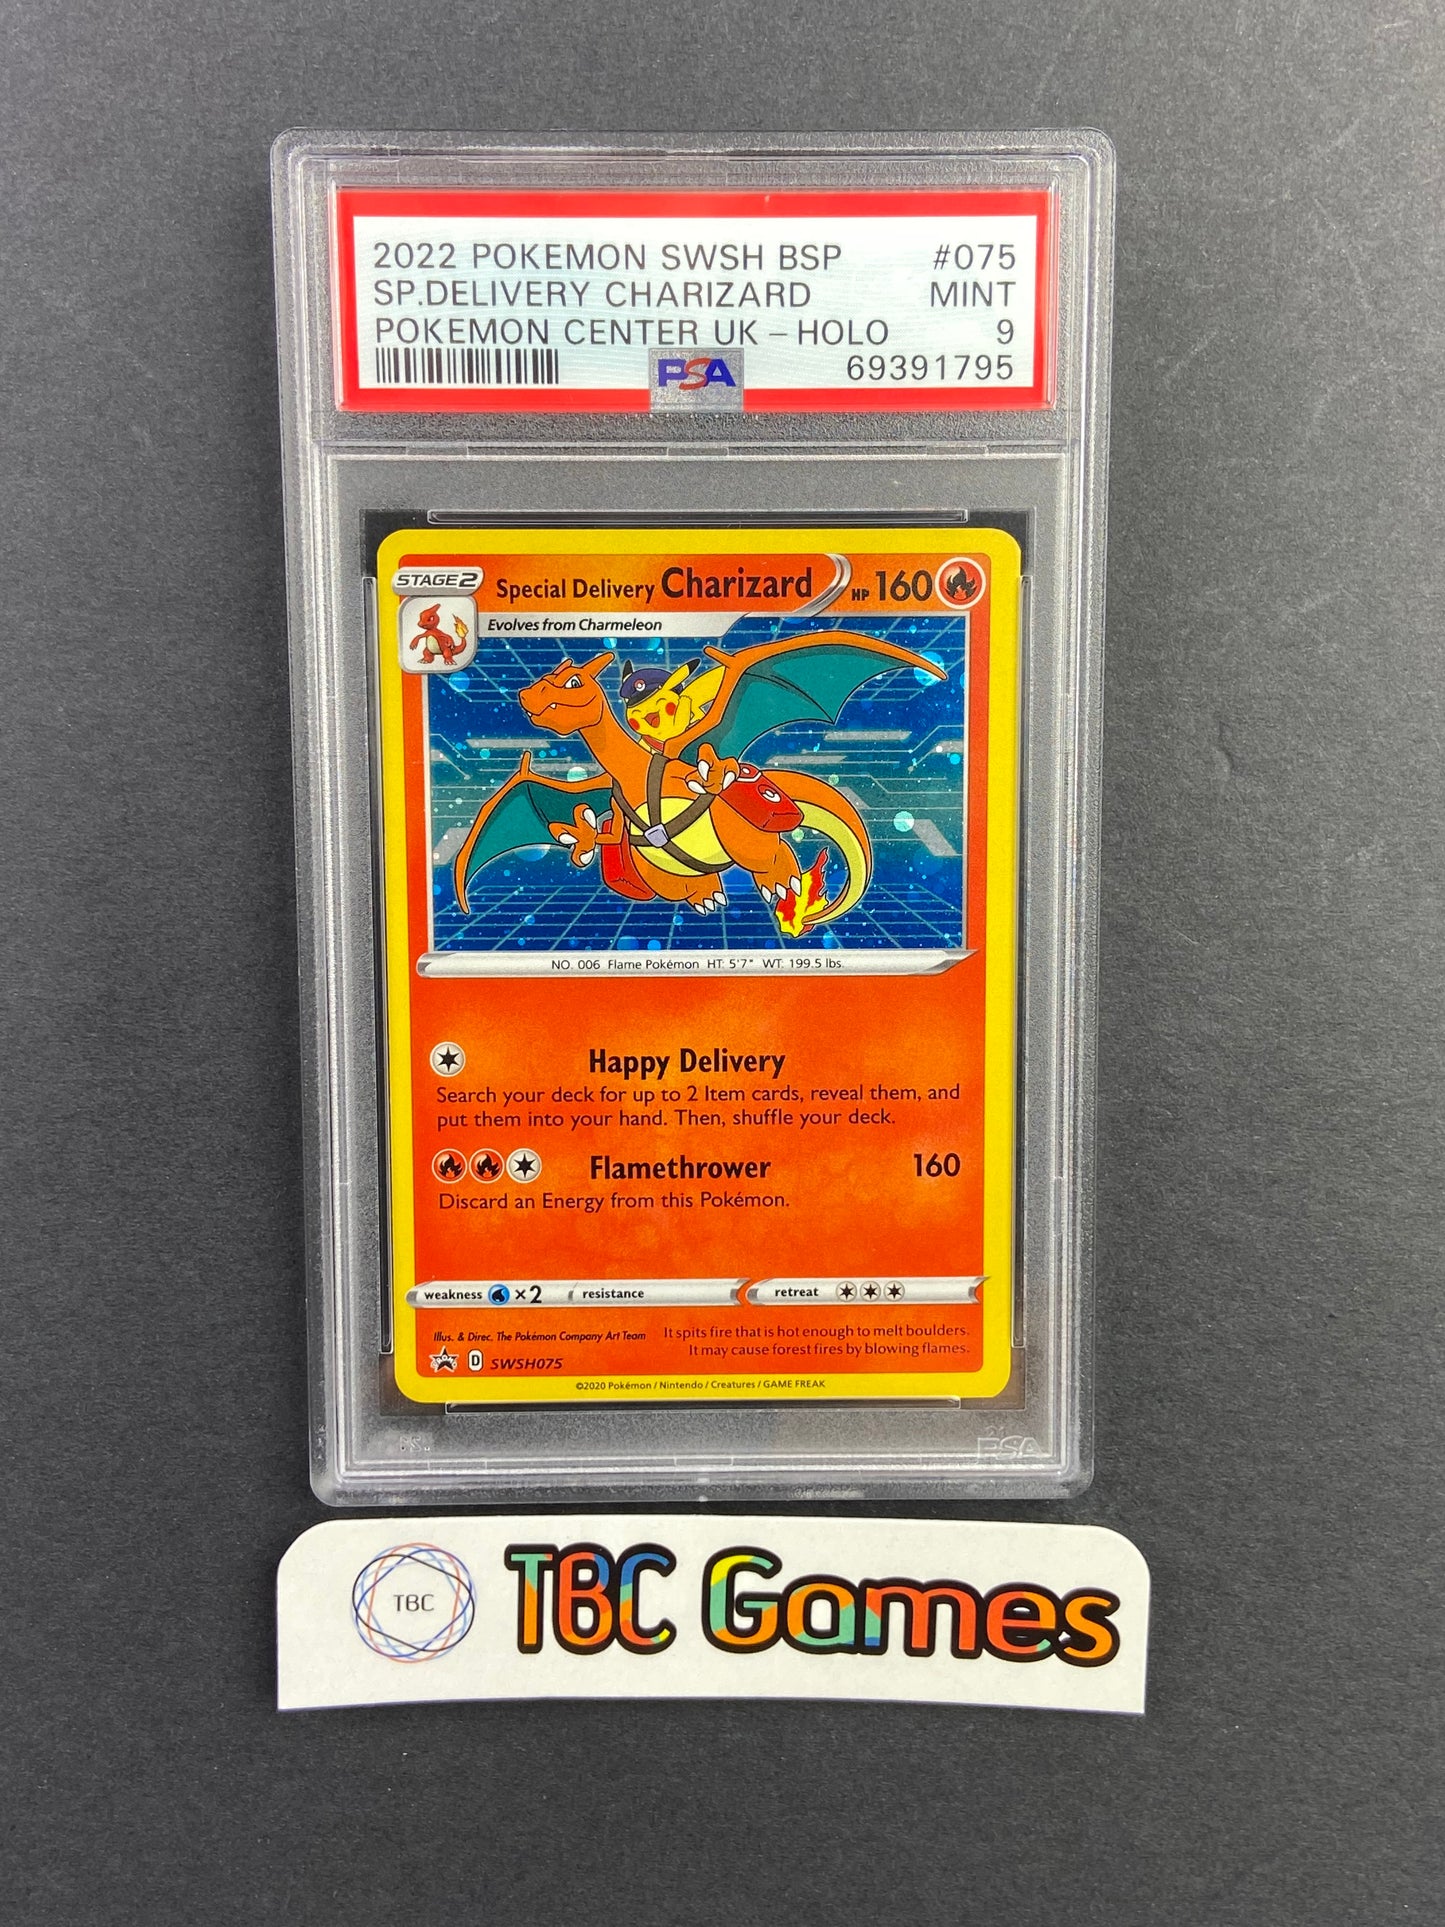 2022 POKEMON SWSH BSP #075
SP.DELIVERY CHARIZARD MINT
POKEMON CENTER UK – HOLO 9
PSA 69391795
STAGE 2 Special Delivery Charizard HP 160
Evolves from Charmeleon
NO. 006 Flame Pokémon HT: 5'7" WT: 199.5 lbs.
Happy Delivery
Search your deck for up to 2 Item cards, reveal them, and
put them into your hand. Then, shuffle your deck.
Flamethrower 160
Discard an Energy from this Pokémon.
weakness ×2 resistance retreat
Illus. & Direc. The Pokémon Company Art Team
It spits fire that is hot enough to melt boulders.
It may cause forest fires by blowing flames.
D SWSH075
©2020 Pokémon / Nintendo / Creatures / GAME FREAK
PSA
TBC TBC Games